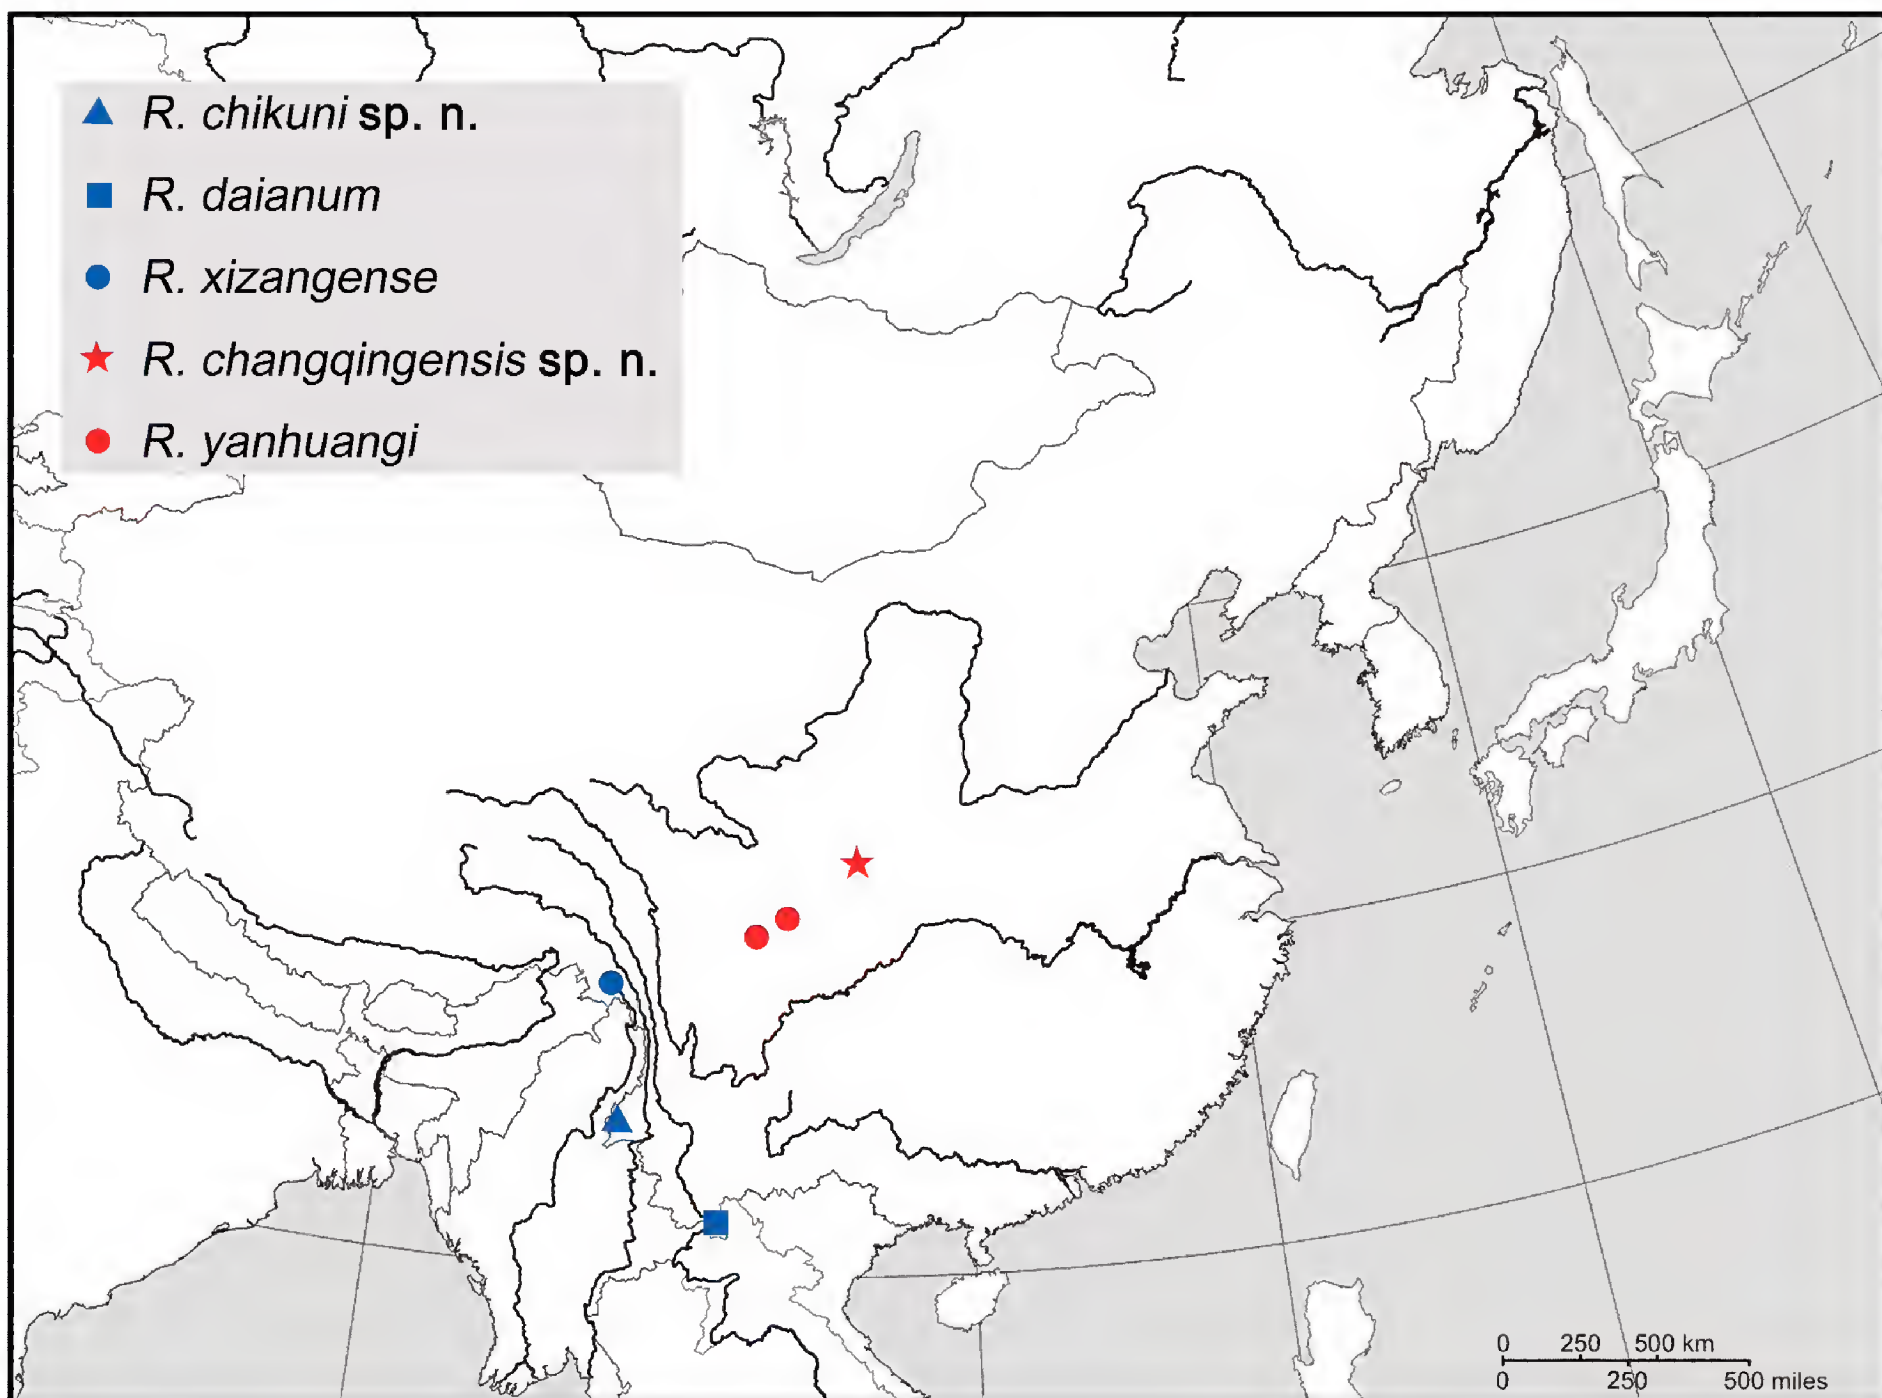 R. chikuni sp. n.
R. daianum
R. xizangense
R. changqingensis sp. n.
R. yanhuangi
0 250 500 km
0 250 500 miles